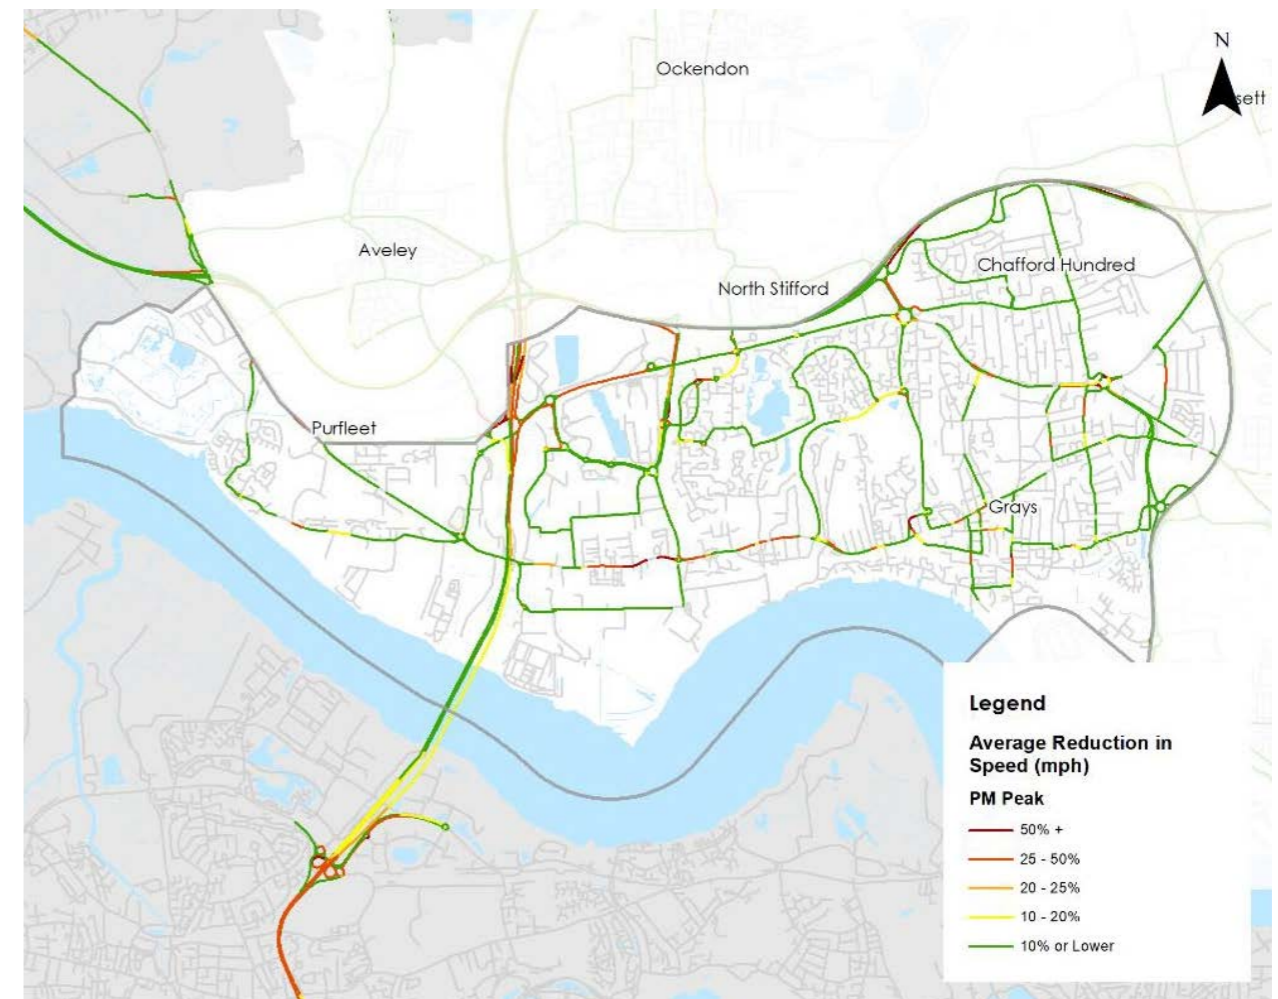 N
Ockendon
sett
Aveley
Chafford Hundred
North Stifford
Purfleet
Grays
Legend
Average Reduction in
Speed (mph)
PM Peak
50% +
25 - 50%
20 - 25%
10 - 20%
10% or Lower